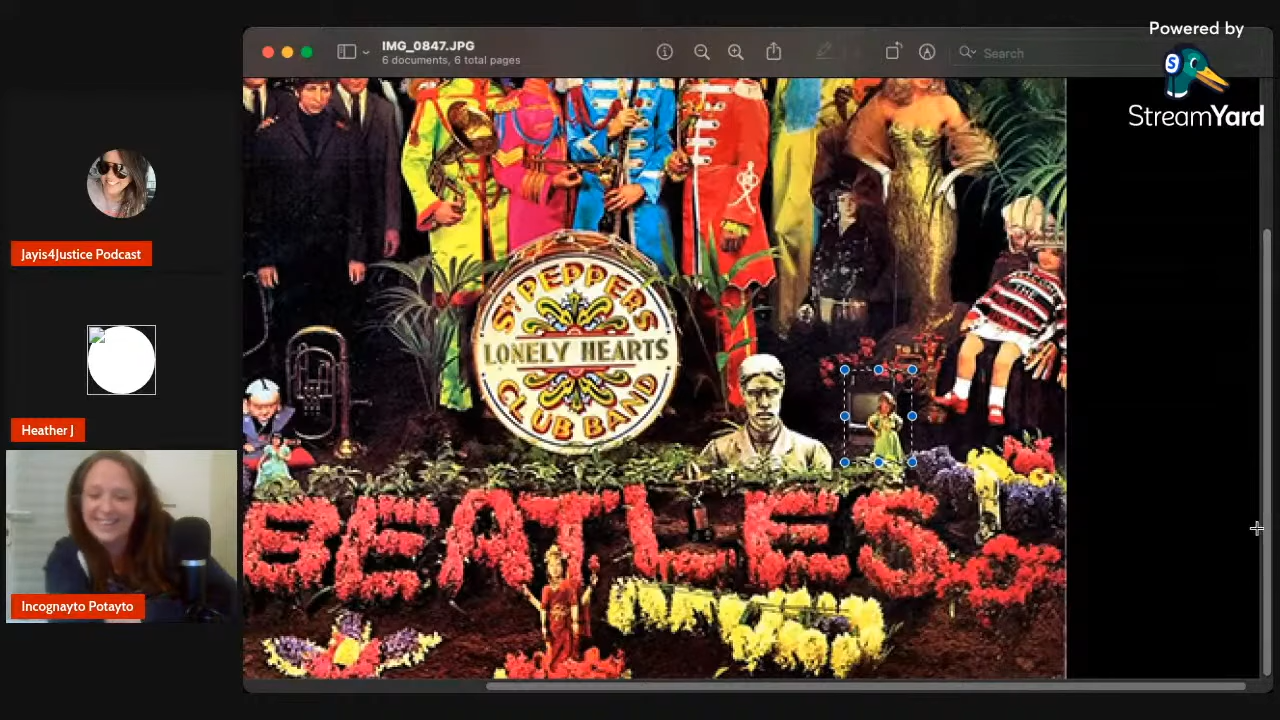 IMG_0847.JPG
6 documents, 6 total pages
Search
Powered by
S
StreamYard
Jayis4Justice Podcast
Heather J
Incognayto Potayto
SGT PEPPERS
LONELY HEARTS
CLUB BAND
BEATLES